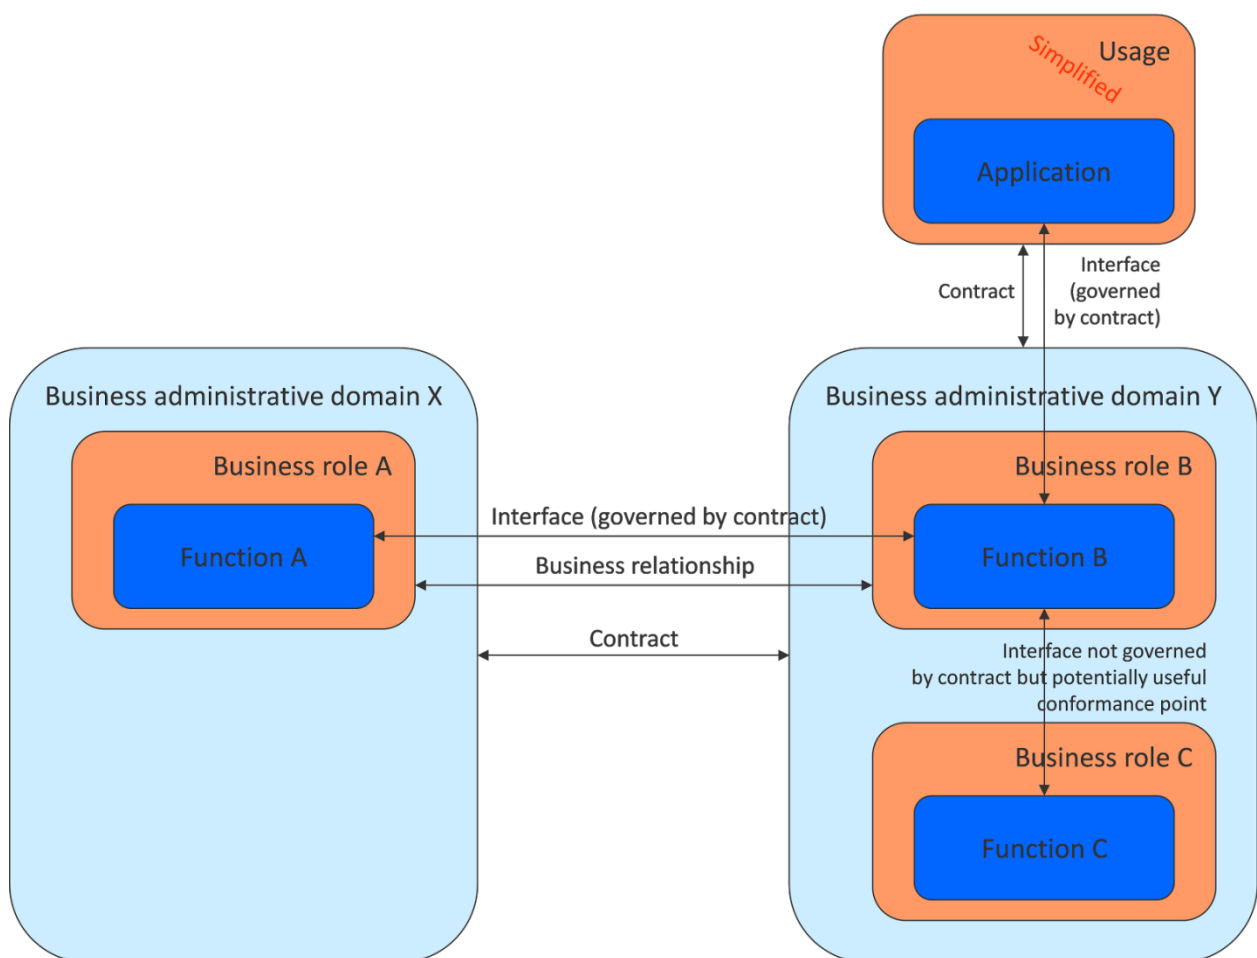 Usage
Simplified
Application
Contract
Interface
(governed
by contract)
Business administrative domain X
Business role A
Function A
Interface (governed by contract)
Business relationship
Contract
Business administrative domain Y
Business role B
Function B
Interface not governed
by contract but potentially useful
conformance point
Business role C
Function C